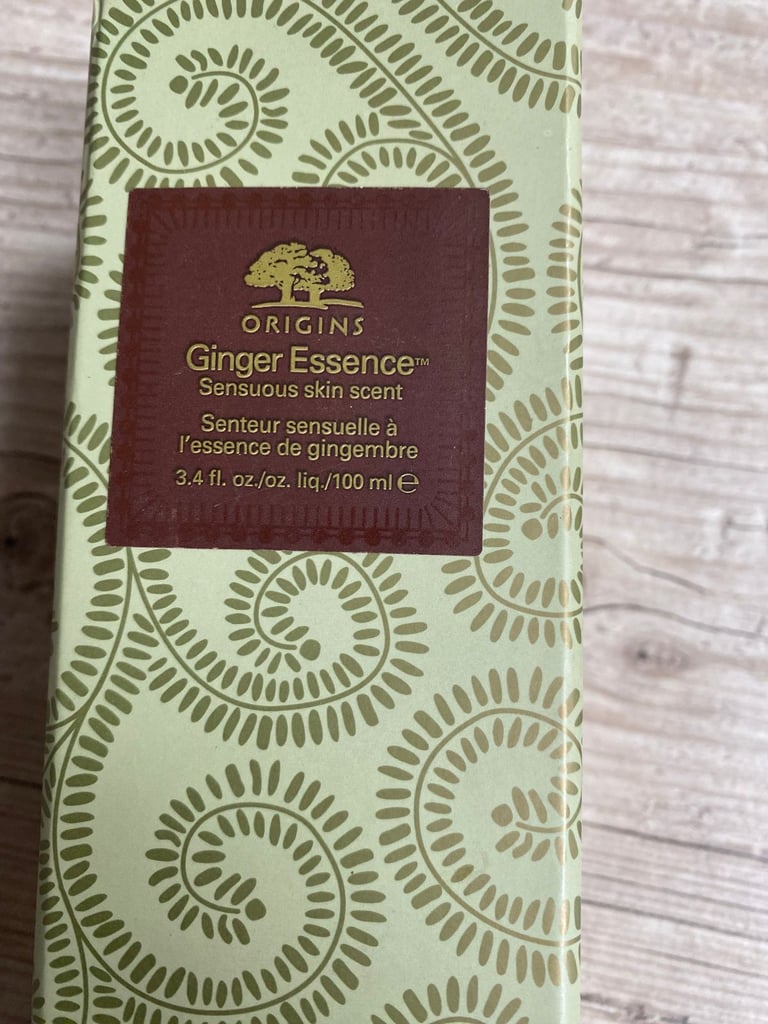 ORIGINS
Ginger Essence™
Sensuous skin scent
Senteur sensuelle à
l'essence de gingembre
3.4 fl. oz./oz. liq./100 ml ℮